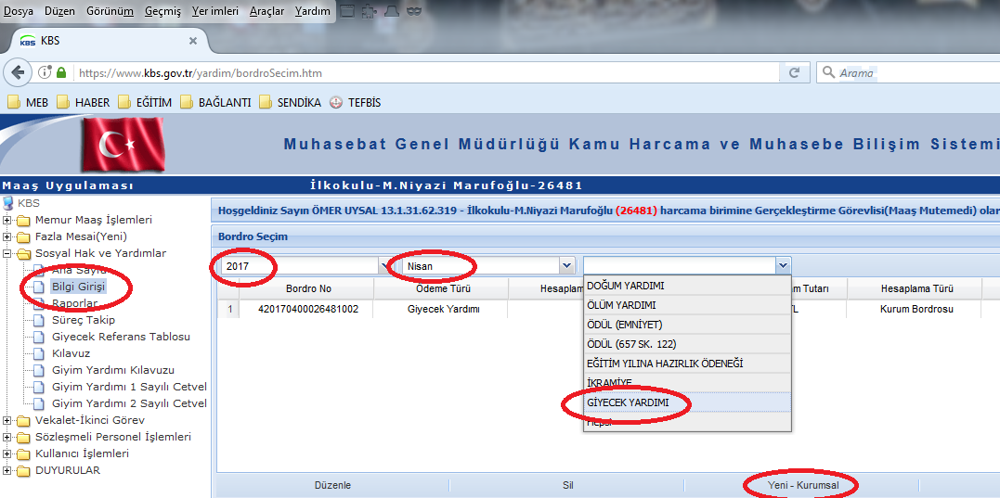 Dosya Düzen Görünüm Geçmiş Yer imleri Araçlar Yardım
KBS KBS ×
https://www.kbs.gov.tr/yardim/bordroSecim.htm Arama
MEB HABER EĞİTİM BAĞLANTI SENDİKA TEFBİS
Muhasebat Genel Müdürlüğü Kamu Harcama ve Muhasebe Bilişim Sistemi
Maaş Uygulaması İlkokulu-M.Niyazi Marufoğlu-26481
KBS
Hoşgeldiniz Sayın ÖMER UYSAL 13.1.31.62.319 - İlkokulu-M.Niyazi Marufoğlu (26481) harcama birimine Gerçekleştirme Görevlisi(Maaş Mutemedi) olar
Memur Maaş İşlemleri
Fazla Mesai(Yeni)
Sosyal Hak ve Yardımlar
Ana Sayfa
Bilgi Girişi
Raporlar
Süreç Takip
Giyecek Referans Tablosu
Kılavuz
Giyim Yardımı Kılavuzu
Giyim Yardımı 1 Sayılı Cetvel
Giyim Yardımı 2 Sayılı Cetvel
Vekalet-İkinci Görev
Sözleşmeli Personel İşlemleri
Kullanıcı İşlemleri
DUYURULAR
Bordro Seçim
2017 Nisan
Bordro No Ödeme Türü Hesaplam Tutarı Hesaplama Türü
1 420170400026481002 Giyecek Yardımı TL Kurum Bordrosu
DOĞUM YARDIMI
ÖLÜM YARDIMI
ÖDÜL (EMNİYET)
ÖDÜL (657 SK. 122)
EĞİTİM YILINA HAZIRLIK ÖDENEĞİ
İKRAMİYE
GİYECEK YARDIMI
Hepsi
Düzenle Sil Yeni - Kurumsal